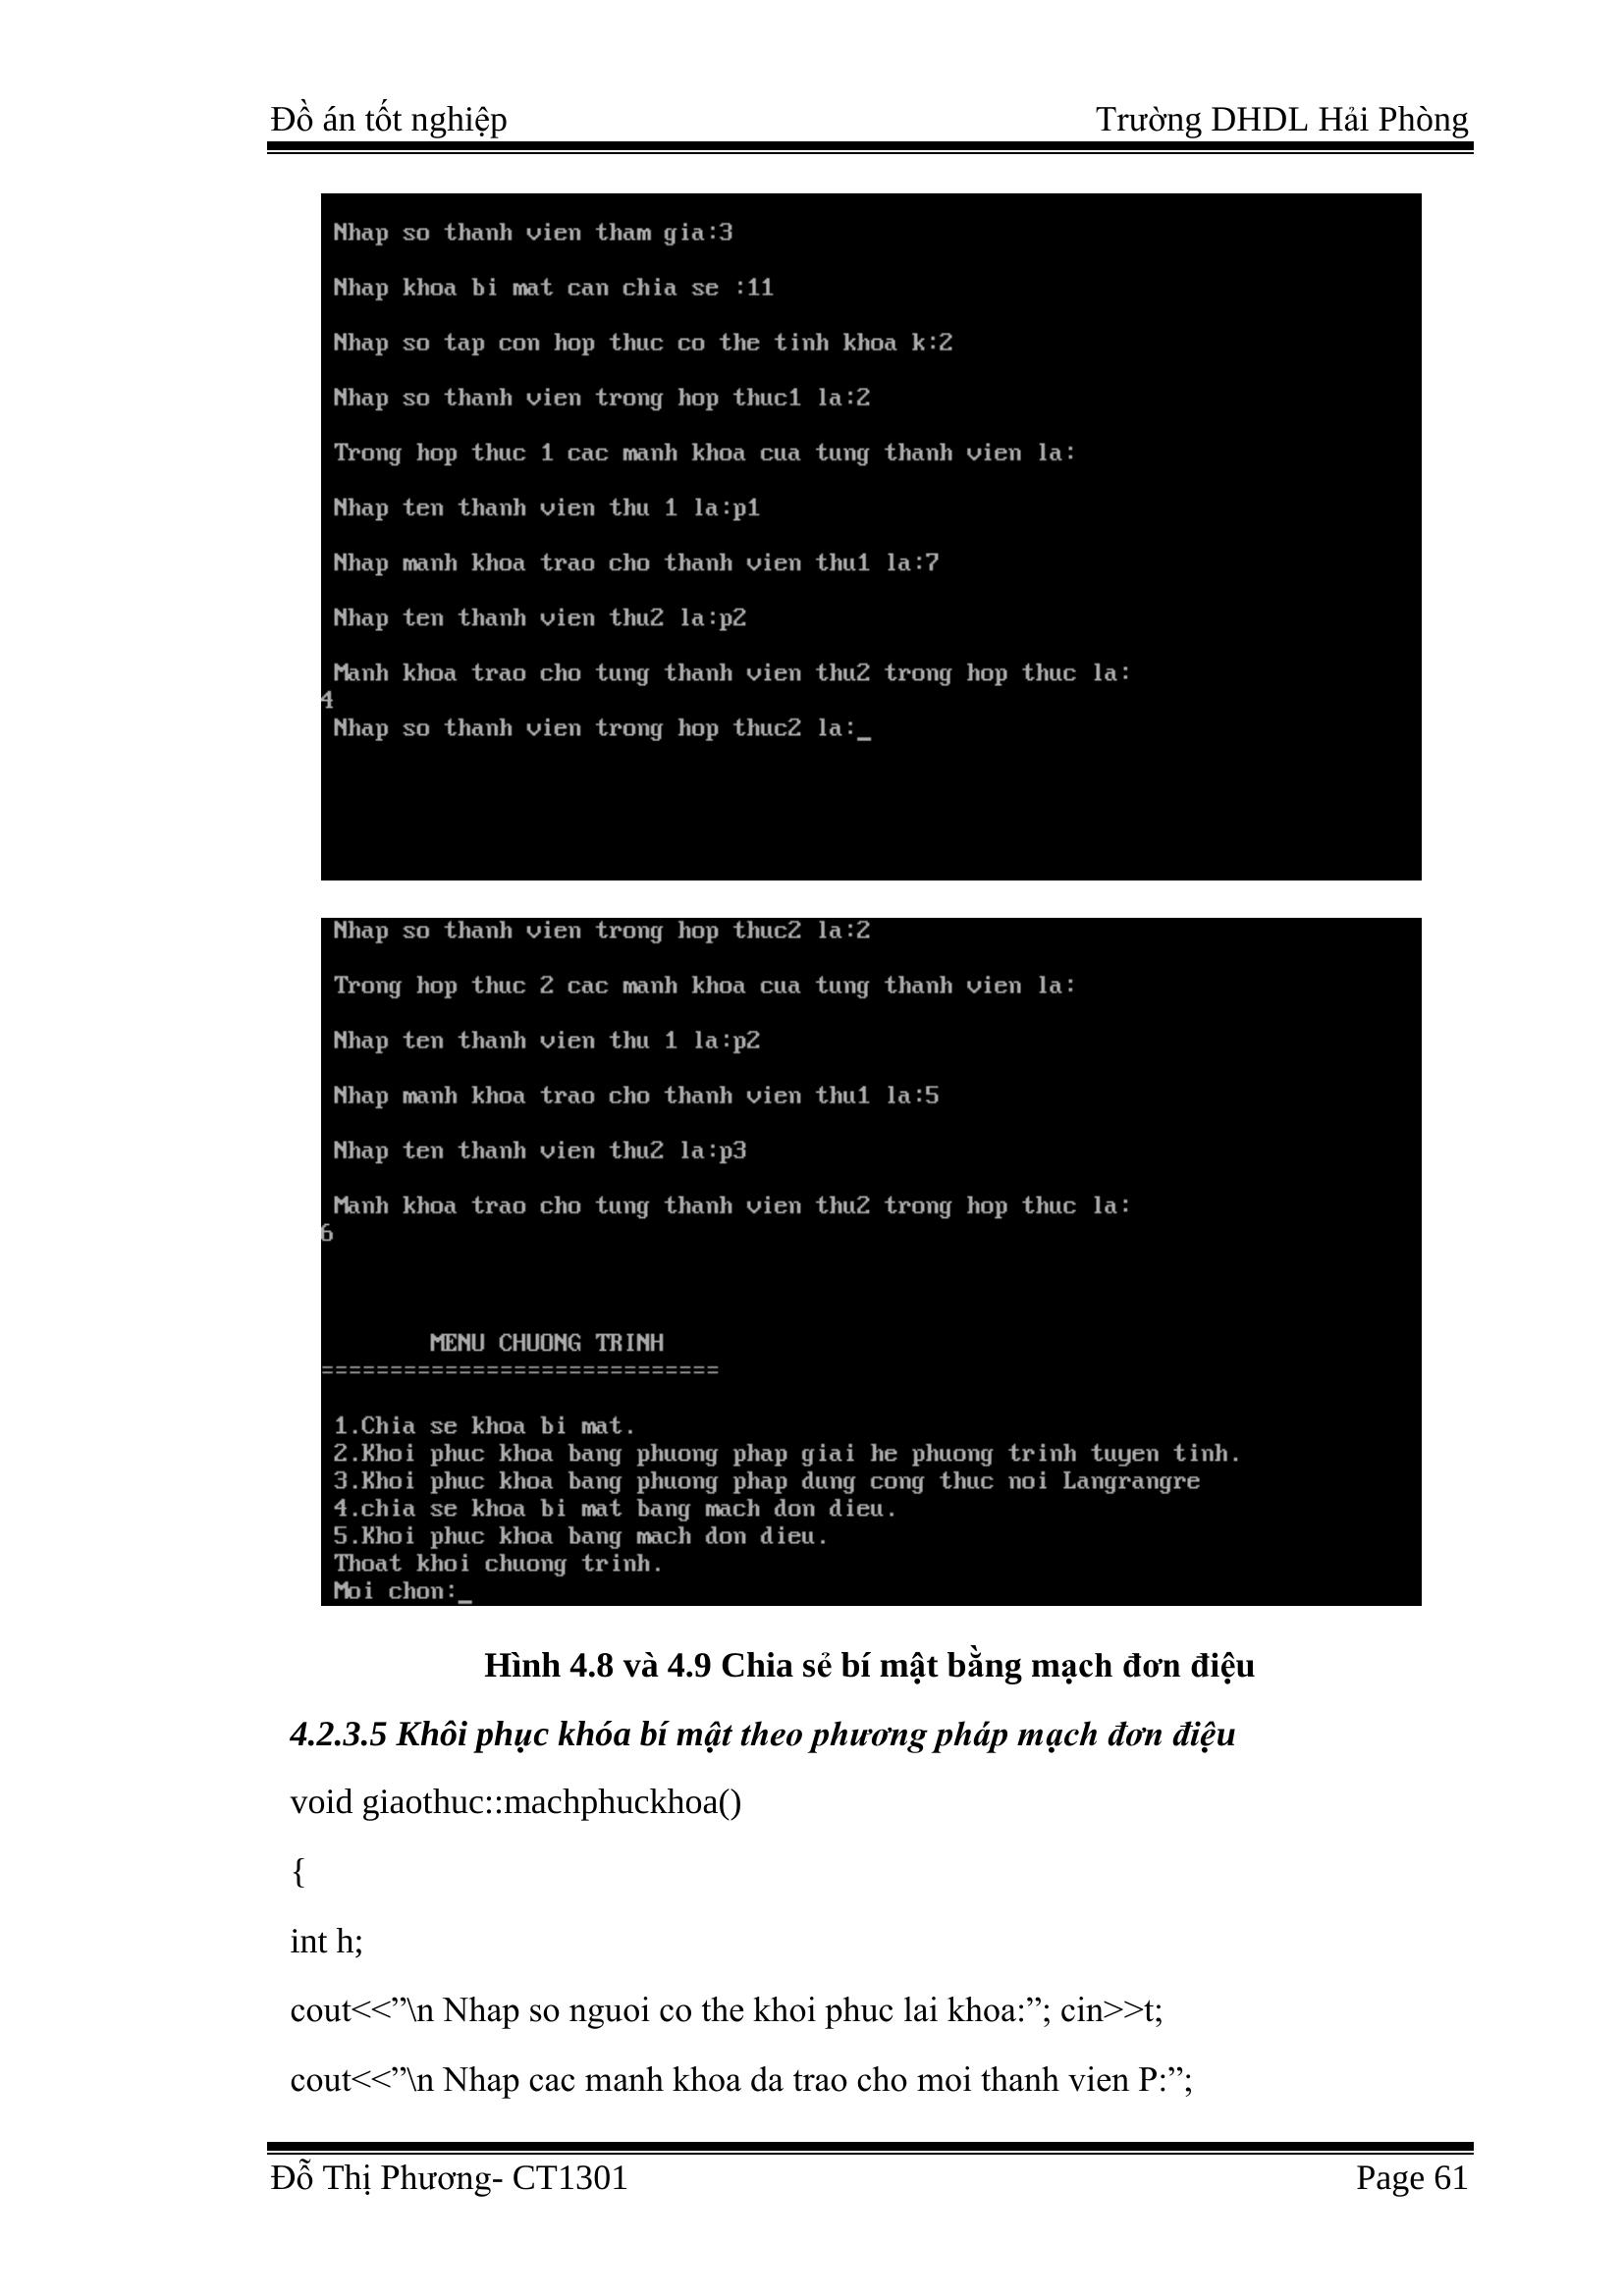 Đồ án tốt nghiệp Trường DHDL Hải Phòng
Nhap so thanh vien tham gia:3
Nhap khoa bi mat can chia se :11
Nhap so tap con hop thuc co the tinh khoa k:2
Nhap so thanh vien trong hop thuc1 la:2
Trong hop thuc 1 cac manh khoa cua tung thanh vien la:
Nhap ten thanh vien thu 1 la:p1
Nhap manh khoa trao cho thanh vien thu1 la:7
Nhap ten thanh vien thu2 la:p2
Manh khoa trao cho tung thanh vien thu2 trong hop thuc la:
4
Nhap so thanh vien trong hop thuc2 la:_
Nhap so thanh vien trong hop thuc2 la:2
Trong hop thuc 2 cac manh khoa cua tung thanh vien la:
Nhap ten thanh vien thu 1 la:p2
Nhap manh khoa trao cho thanh vien thu1 la:5
Nhap ten thanh vien thu2 la:p3
Manh khoa trao cho tung thanh vien thu2 trong hop thuc la:
6
MENU CHUONG TRINH
=============================
1.Chia se khoa bi mat.
2.Khoi phuc khoa bang phuong phap giai he phuong trinh tuyen tinh.
3.Khoi phuc khoa bang phuong phap dung cong thuc noi Langrangre
4.chia se khoa bi mat bang mach don dieu.
5.Khoi phuc khoa bang mach don dieu.
Thoat khoi chuong trinh.
Moi chon:_
Hình 4.8 và 4.9 Chia sẻ bí mật bằng mạch đơn điệu
4.2.3.5 Khôi phục khóa bí mật theo phương pháp mạch đơn điệu
void giaothuc::machphuckhoa()
{
int h;
cout<<”\n Nhap so nguoi co the khoi phuc lai khoa:”; cin>>t;
cout<<”\n Nhap cac manh khoa da trao cho moi thanh vien P:”;
Đỗ Thị Phương- CT1301 Page 61